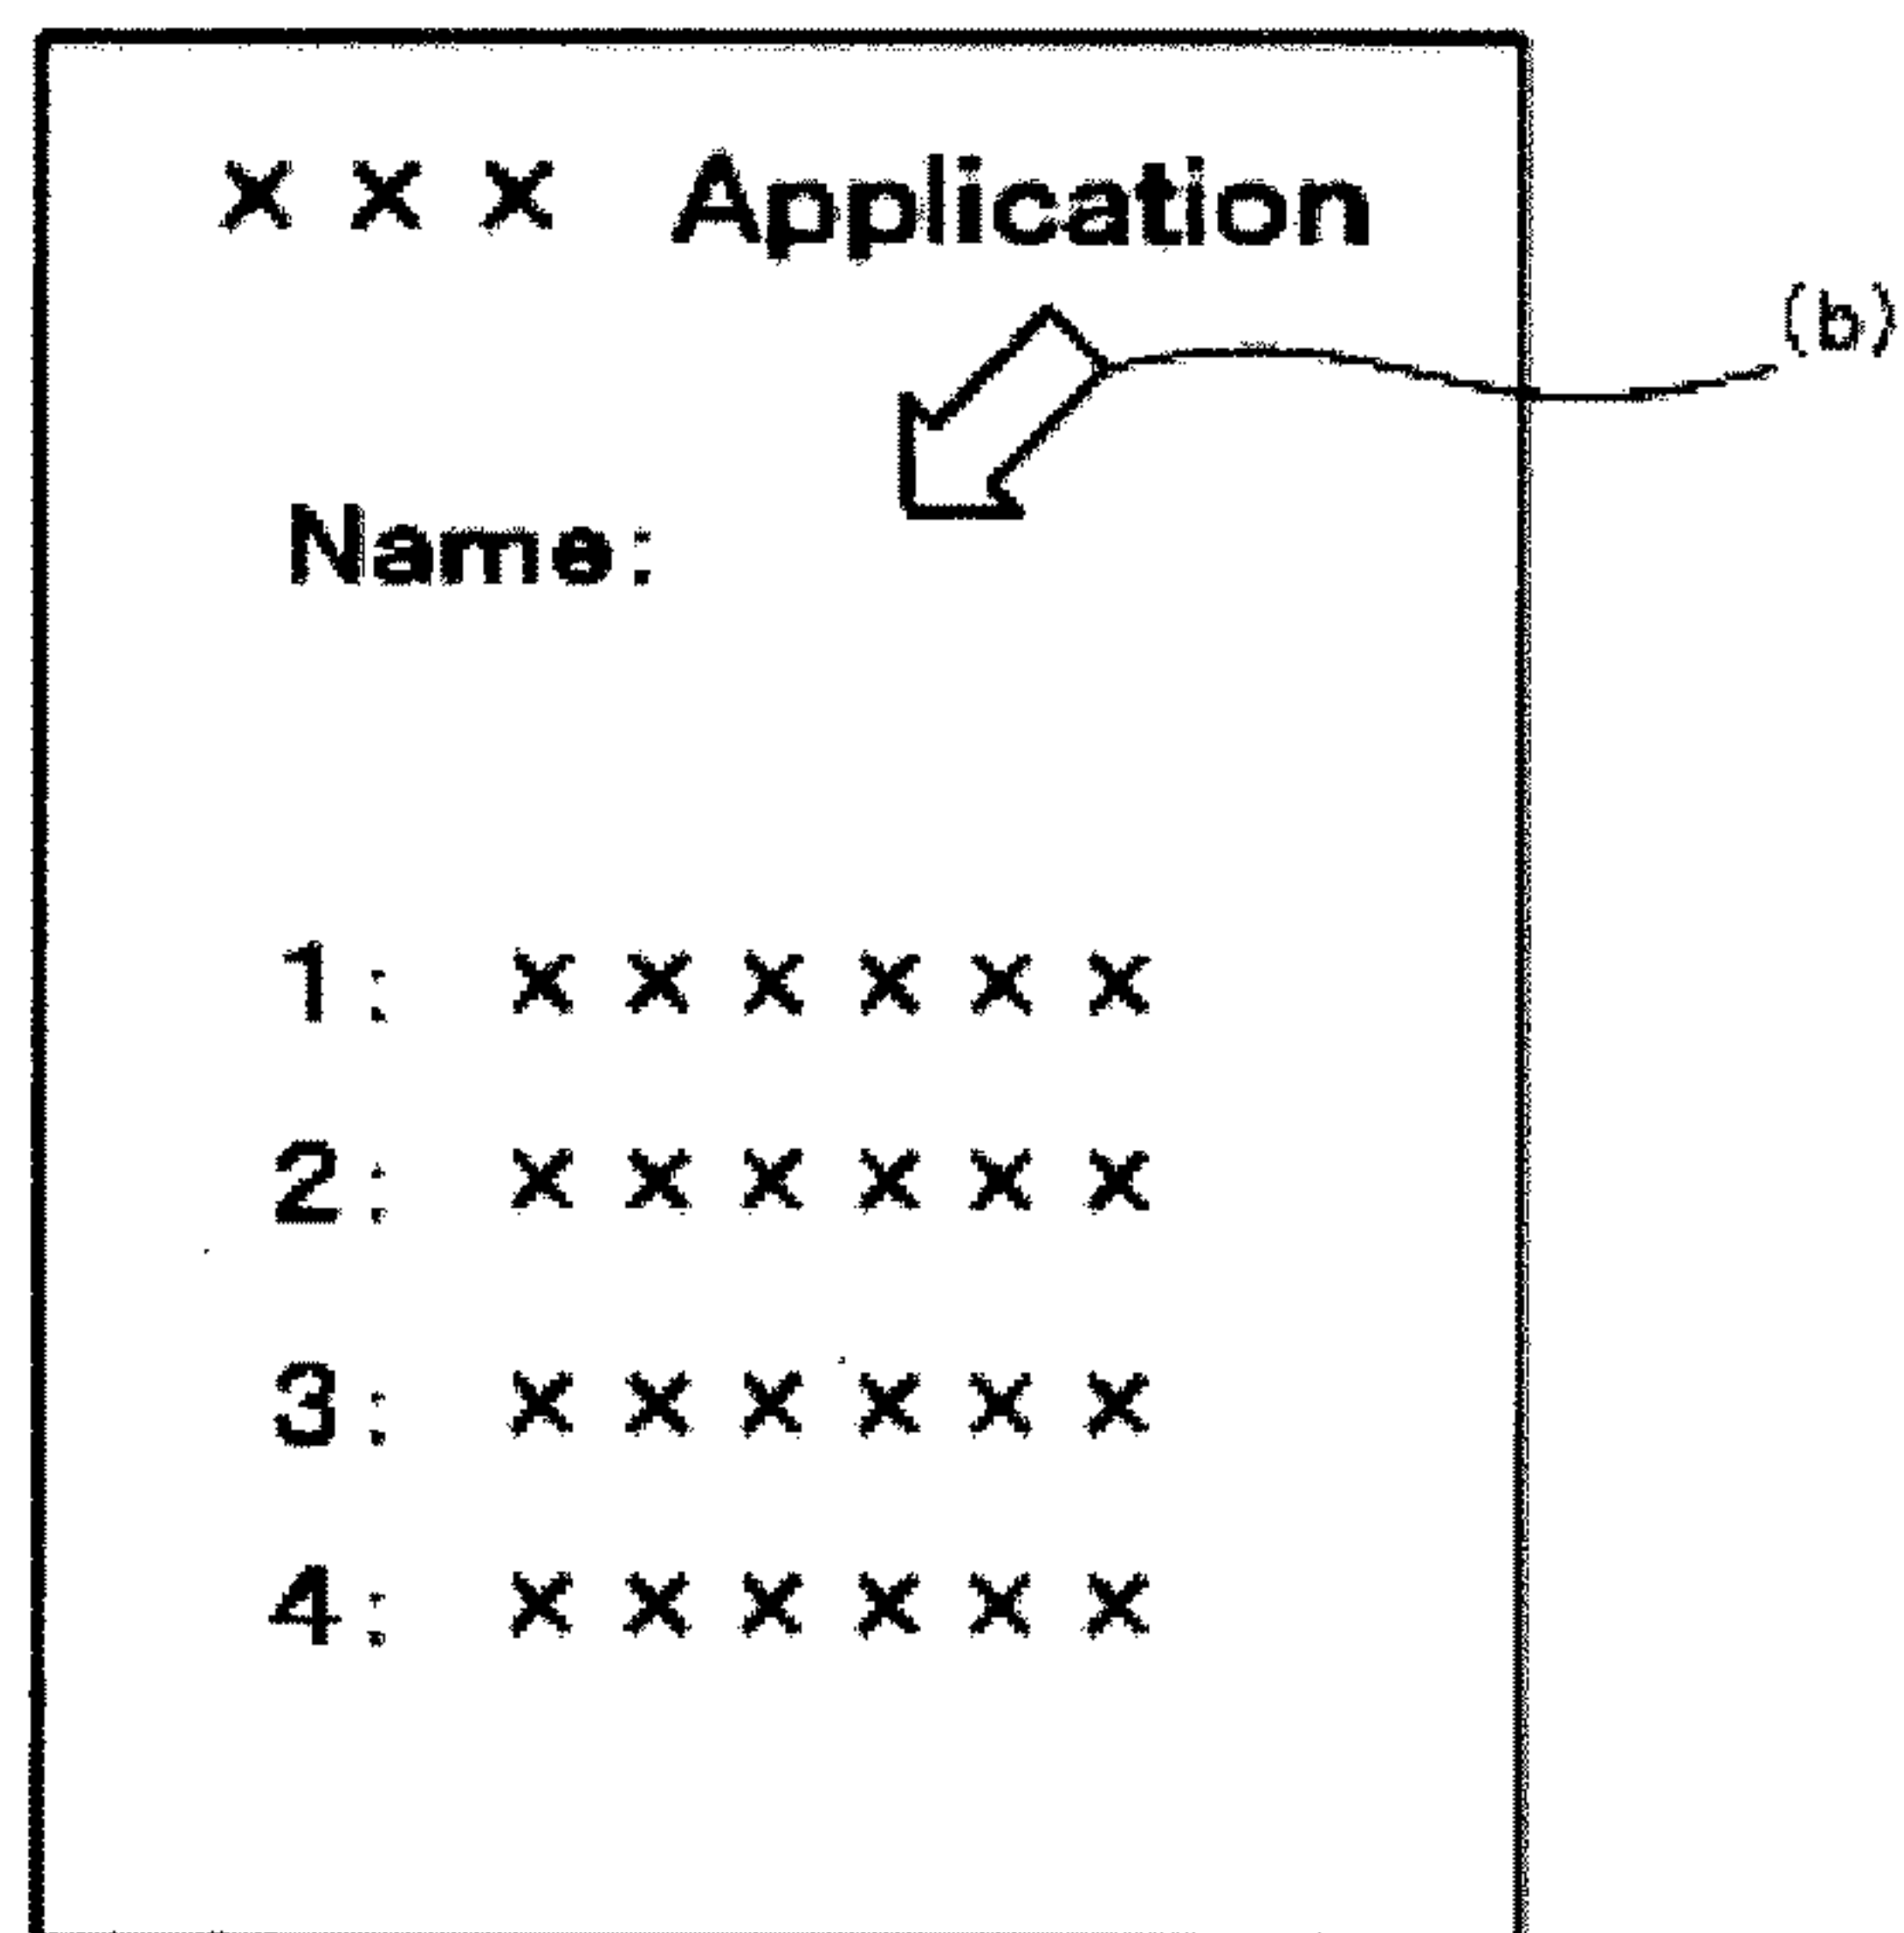 × × × Application
(b)
Name:
1: × × × × × ×
2: × × × × × ×
3: × × × × × ×
4: × × × × × ×